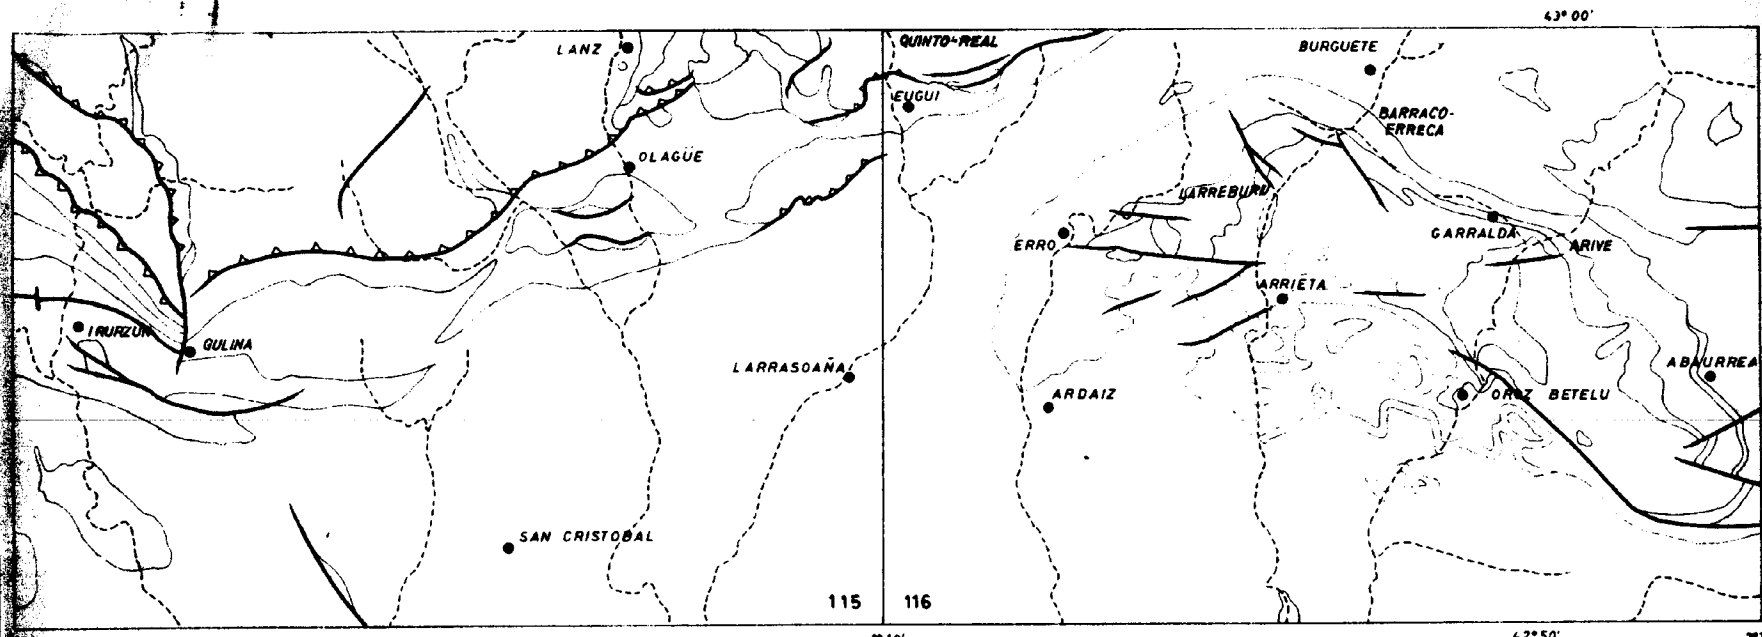 43° 00'
LANZ
QUINTO-REAL
BURGUETE
EUGUI
BARRACO-
ERRECA
OLAGÜE
LARREBURU
ERRO
GARRALDA
ARIVE
ARRIETA
IRURZUN
GULINA
LARRASOAÑA
ABAURREA
ARDAIZ
OROZ BETELU
SAN CRISTOBAL
115
116
42° 50'